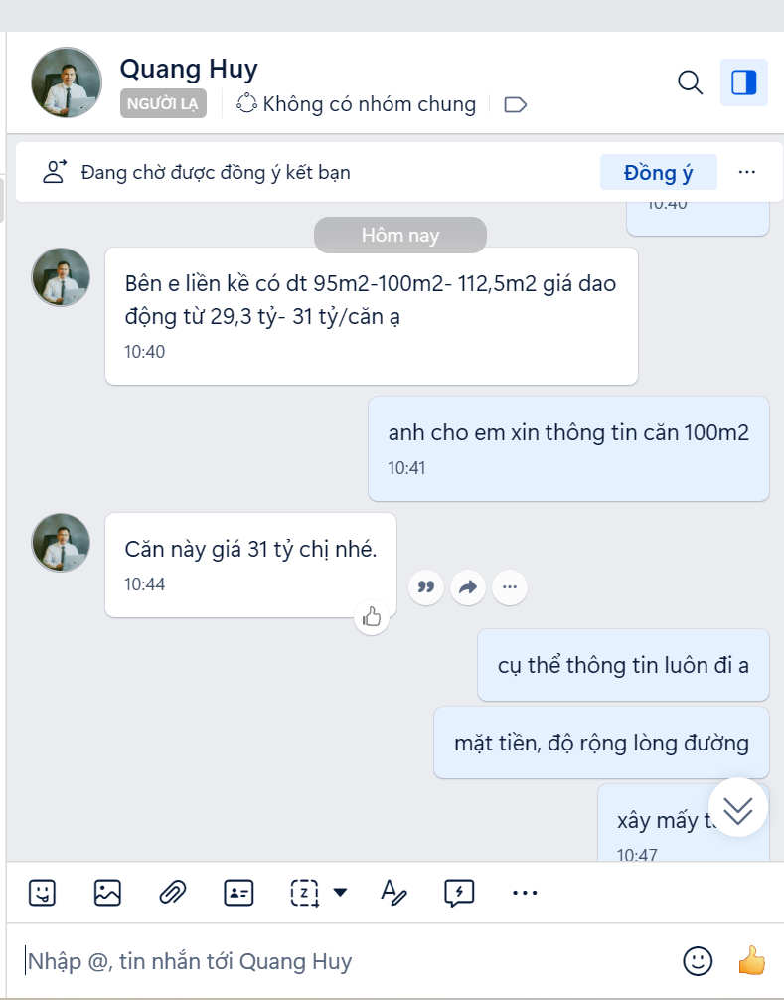 Quang Huy
NGƯỜI LẠ
Không có nhóm chung
Đang chờ được đồng ý kết bạn
Đồng ý
10:40
Hôm nay
Bên e liền kề có dt 95m2-100m2- 112,5m2 giá dao
động từ 29,3 tỷ- 31 tỷ/căn ạ
10:40
anh cho em xin thông tin căn 100m2
10:41
Căn này giá 31 tỷ chị nhé.
10:44
cụ thể thông tin luôn đi a
mặt tiền, độ rộng lòng đường
xây mấy
10:47
Nhập @, tin nhắn tới Quang Huy